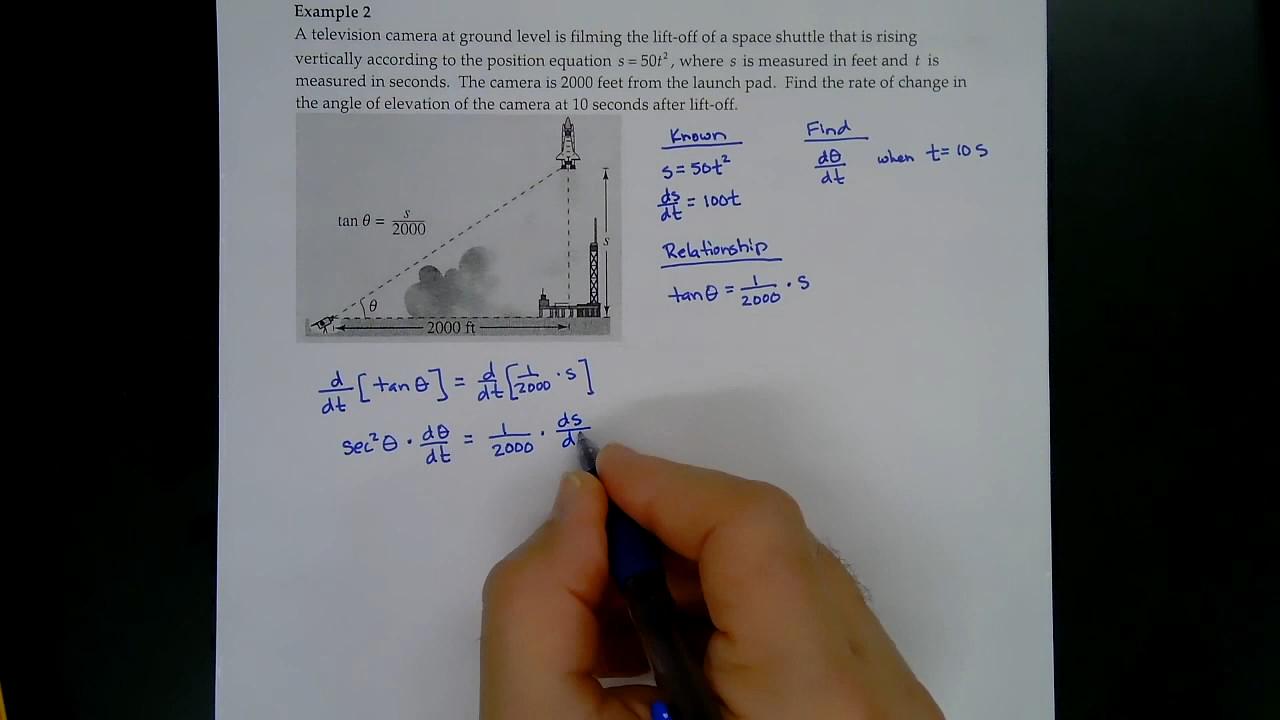 Example 2
A television camera at ground level is filming the lift-off of a space shuttle that is rising
vertically according to the position equation s = 50t², where s is measured in feet and t is
measured in seconds. The camera is 2000 feet from the launch pad. Find the rate of change in
the angle of elevation of the camera at 10 seconds after lift-off.
tan θ = s/2000
s
θ
2000 ft
Known
s = 50t²
ds/dt = 100t
Find
dθ/dt when t = 10 s
Relationship
tan θ = 1/2000 · s
d/dt [tan θ] = d/dt [1/2000 · s]
sec²θ · dθ/dt = 1/2000 · ds/d